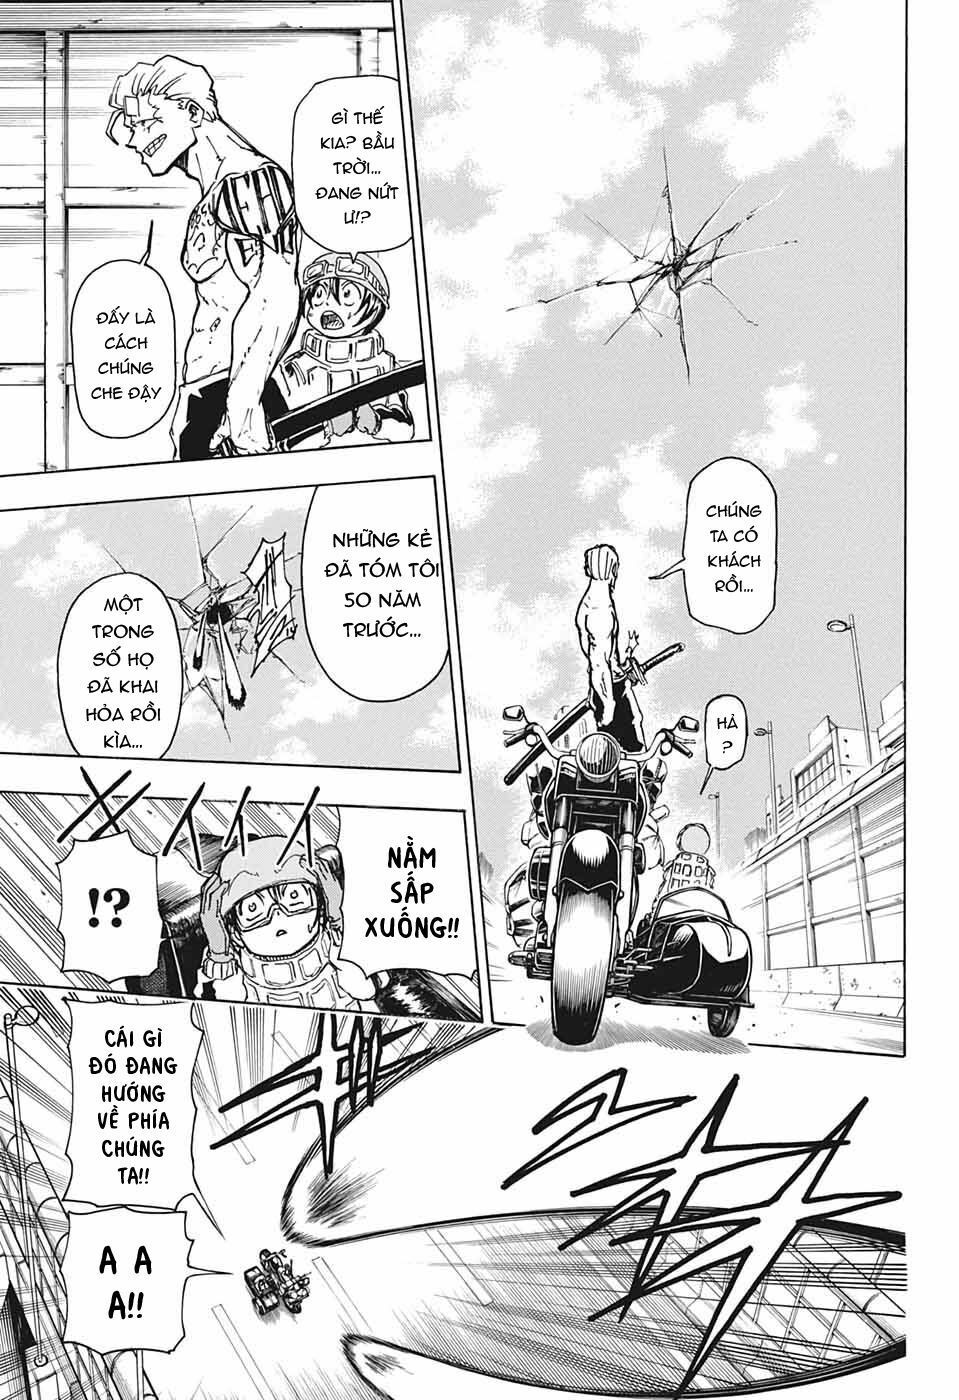 CHÚNG
TA CÓ
KHÁCH
RỒI...
HẢ
?
GÌ THẾ
KIA? BẦU
TRỜI...
ĐANG NỨT
Ư!?
ĐẤY LÀ
CÁCH
CHÚNG
CHE ĐẬY
NHỮNG KẺ
ĐÃ TÓM TÔI
50 NĂM
TRƯỚC...
MỘT
TRONG
SỐ HỌ
ĐÃ KHAI
HỎA RỒI
KÌA...
NẰM
SẤP
XUỐNG!!
!?
CÁI GÌ
ĐÓ ĐANG
HƯỚNG
VỀ PHÍA
CHÚNG
TA!!
A A
A!!